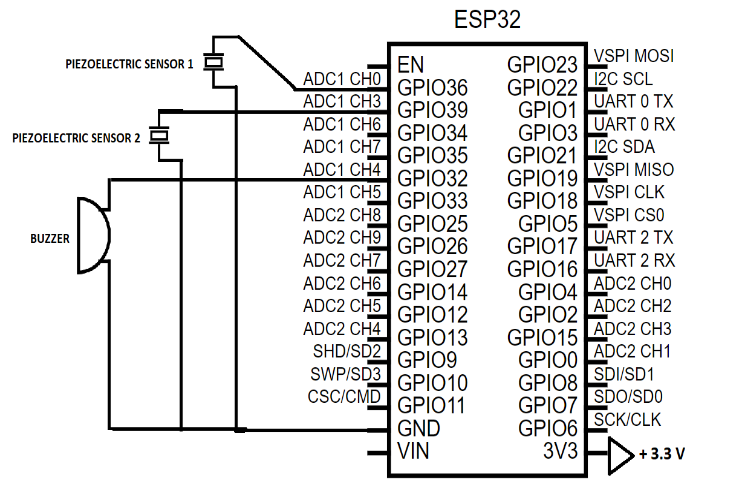 ESP32
PIEZOELECTRIC SENSOR 1
PIEZOELECTRIC SENSOR 2
BUZZER
ADC1 CH0
ADC1 CH3
ADC1 CH6
ADC1 CH7
ADC1 CH4
ADC1 CH5
ADC2 CH8
ADC2 CH9
ADC2 CH7
ADC2 CH6
ADC2 CH5
ADC2 CH4
SHD/SD2
SWP/SD3
CSC/CMD
EN
GPIO36
GPIO39
GPIO34
GPIO35
GPIO32
GPIO33
GPIO25
GPIO26
GPIO27
GPIO14
GPIO12
GPIO13
GPIO9
GPIO10
GPIO11
GND
VIN
GPIO23
GPIO22
GPIO1
GPIO3
GPIO21
GPIO19
GPIO18
GPIO5
GPIO17
GPIO16
GPIO4
GPIO2
GPIO15
GPIO0
GPIO8
GPIO7
GPIO6
3V3
VSPI MOSI
I2C SCL
UART 0 TX
UART 0 RX
I2C SDA
VSPI MISO
VSPI CLK
VSPI CS0
UART 2 TX
UART 2 RX
ADC2 CH0
ADC2 CH2
ADC2 CH3
ADC2 CH1
SDI/SD1
SDO/SD0
SCK/CLK
+ 3.3 V